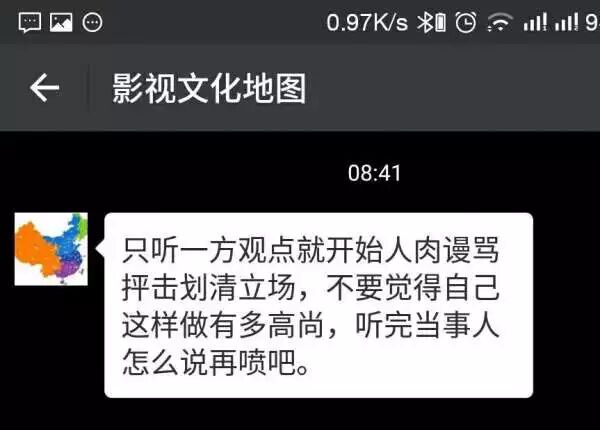 0.97K/s
影视文化地图
08:41
只听一方观点就开始人肉谩骂
抨击划清立场，不要觉得自己
这样做有多高尚，听完当事人
怎么说再喷吧。